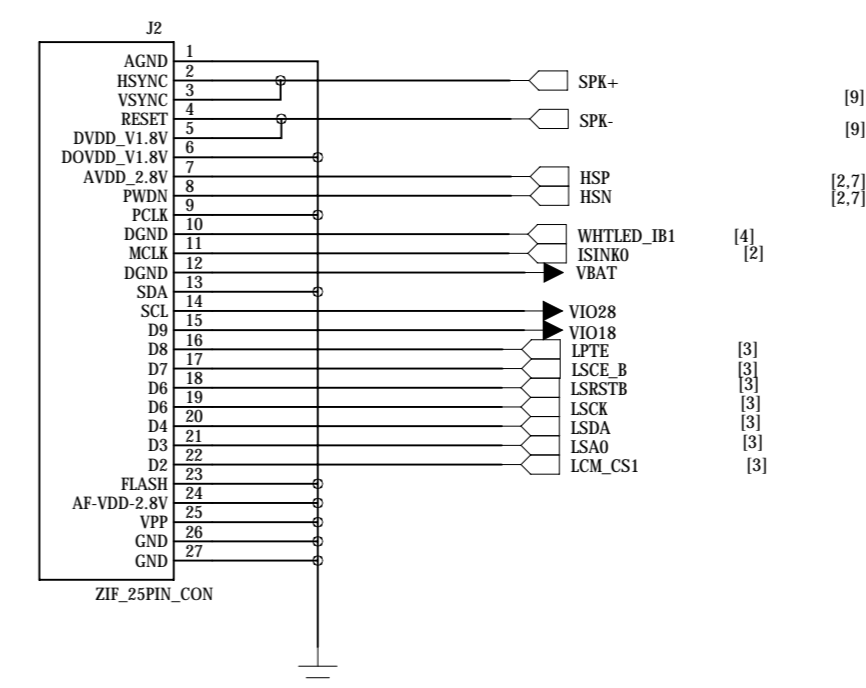 J2
AGND 1
HSYNC 2 SPK+
VSYNC 3 [9]
RESET 4 SPK-
DVDD_V1.8V 5 [9]
DOVDD_V1.8V 6
AVDD_2.8V 7 HSP [2,7]
PWDN 8 HSN [2,7]
PCLK 9
DGND 10 WHTLED_IB1 [4]
MCLK 11 ISINK0 [2]
DGND 12 VBAT
SDA 13
SCL 14 VIO28
D9 15 VIO18
D8 16 LPTE [3]
D7 17 LSCE_B [3]
D6 18 LSRSTB [3]
D6 19 LSCK [3]
D4 20 LSDA [3]
D3 21 LSA0 [3]
D2 22 LCM_CS1 [3]
FLASH 23
AF-VDD-2.8V 24
VPP 25
GND 26
GND 27
ZIF_25PIN_CON